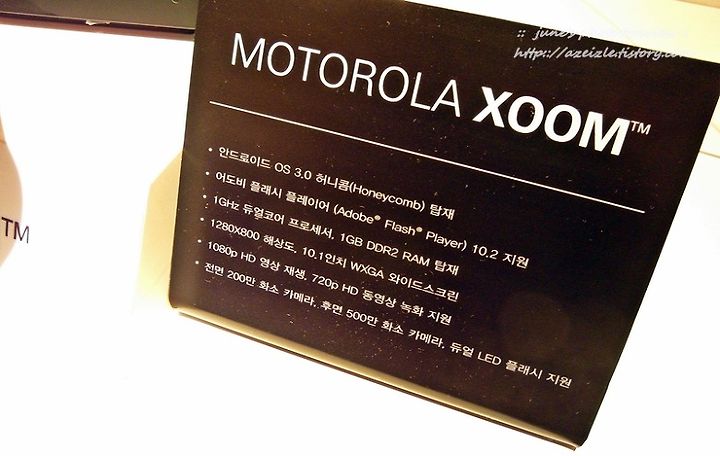 :: june's
http://azeizle.tistory.com
MOTOROLA XOOM™
• 안드로이드 OS 3.0 허니콤(Honeycomb) 탑재
• 어도비 플래시 플레이어 (Adobe® Flash® Player) 10.2 지원
• 1GHz 듀얼코어 프로세서, 1GB DDR2 RAM 탑재
• 1280X800 해상도, 10.1인치 WXGA 와이드스크린
• 1080p HD 영상 재생, 720p HD 동영상 녹화 지원
• 전면 200만 화소 카메라, 후면 500만 화소 카메라, 듀얼 LED 플래시 지원
TM